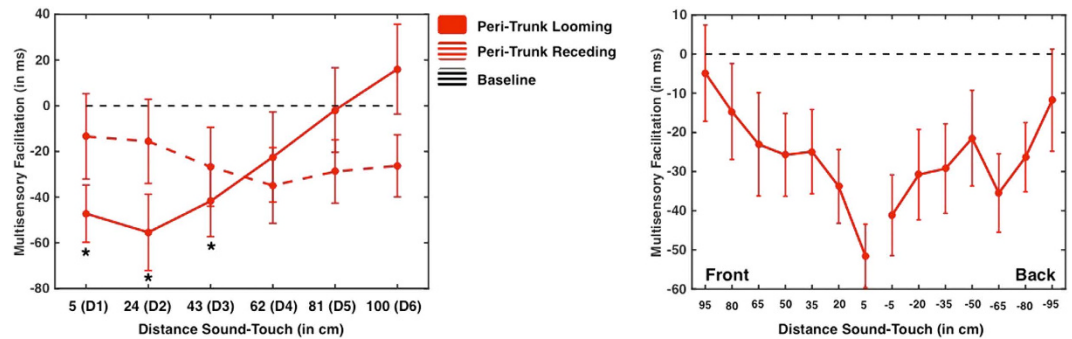 40
20
0
-20
-40
-60
-80
Multisensory Facilitation (in ms)
*
*
*
5 (D1) 24 (D2) 43 (D3) 62 (D4) 81 (D5) 100 (D6)
Distance Sound-Touch (in cm)
Peri-Trunk Looming
Peri-Trunk Receding
Baseline
10
0
-10
-20
-30
-40
-50
-60
Multisensory Facilitation (in ms)
Front
Back
95 80 65 50 35 20 5 -5 -20 -35 -50 -65 -80 -95
Distance Sound-Touch (in cm)